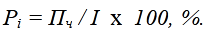 Pᵢ = Пч / I х 100, %.